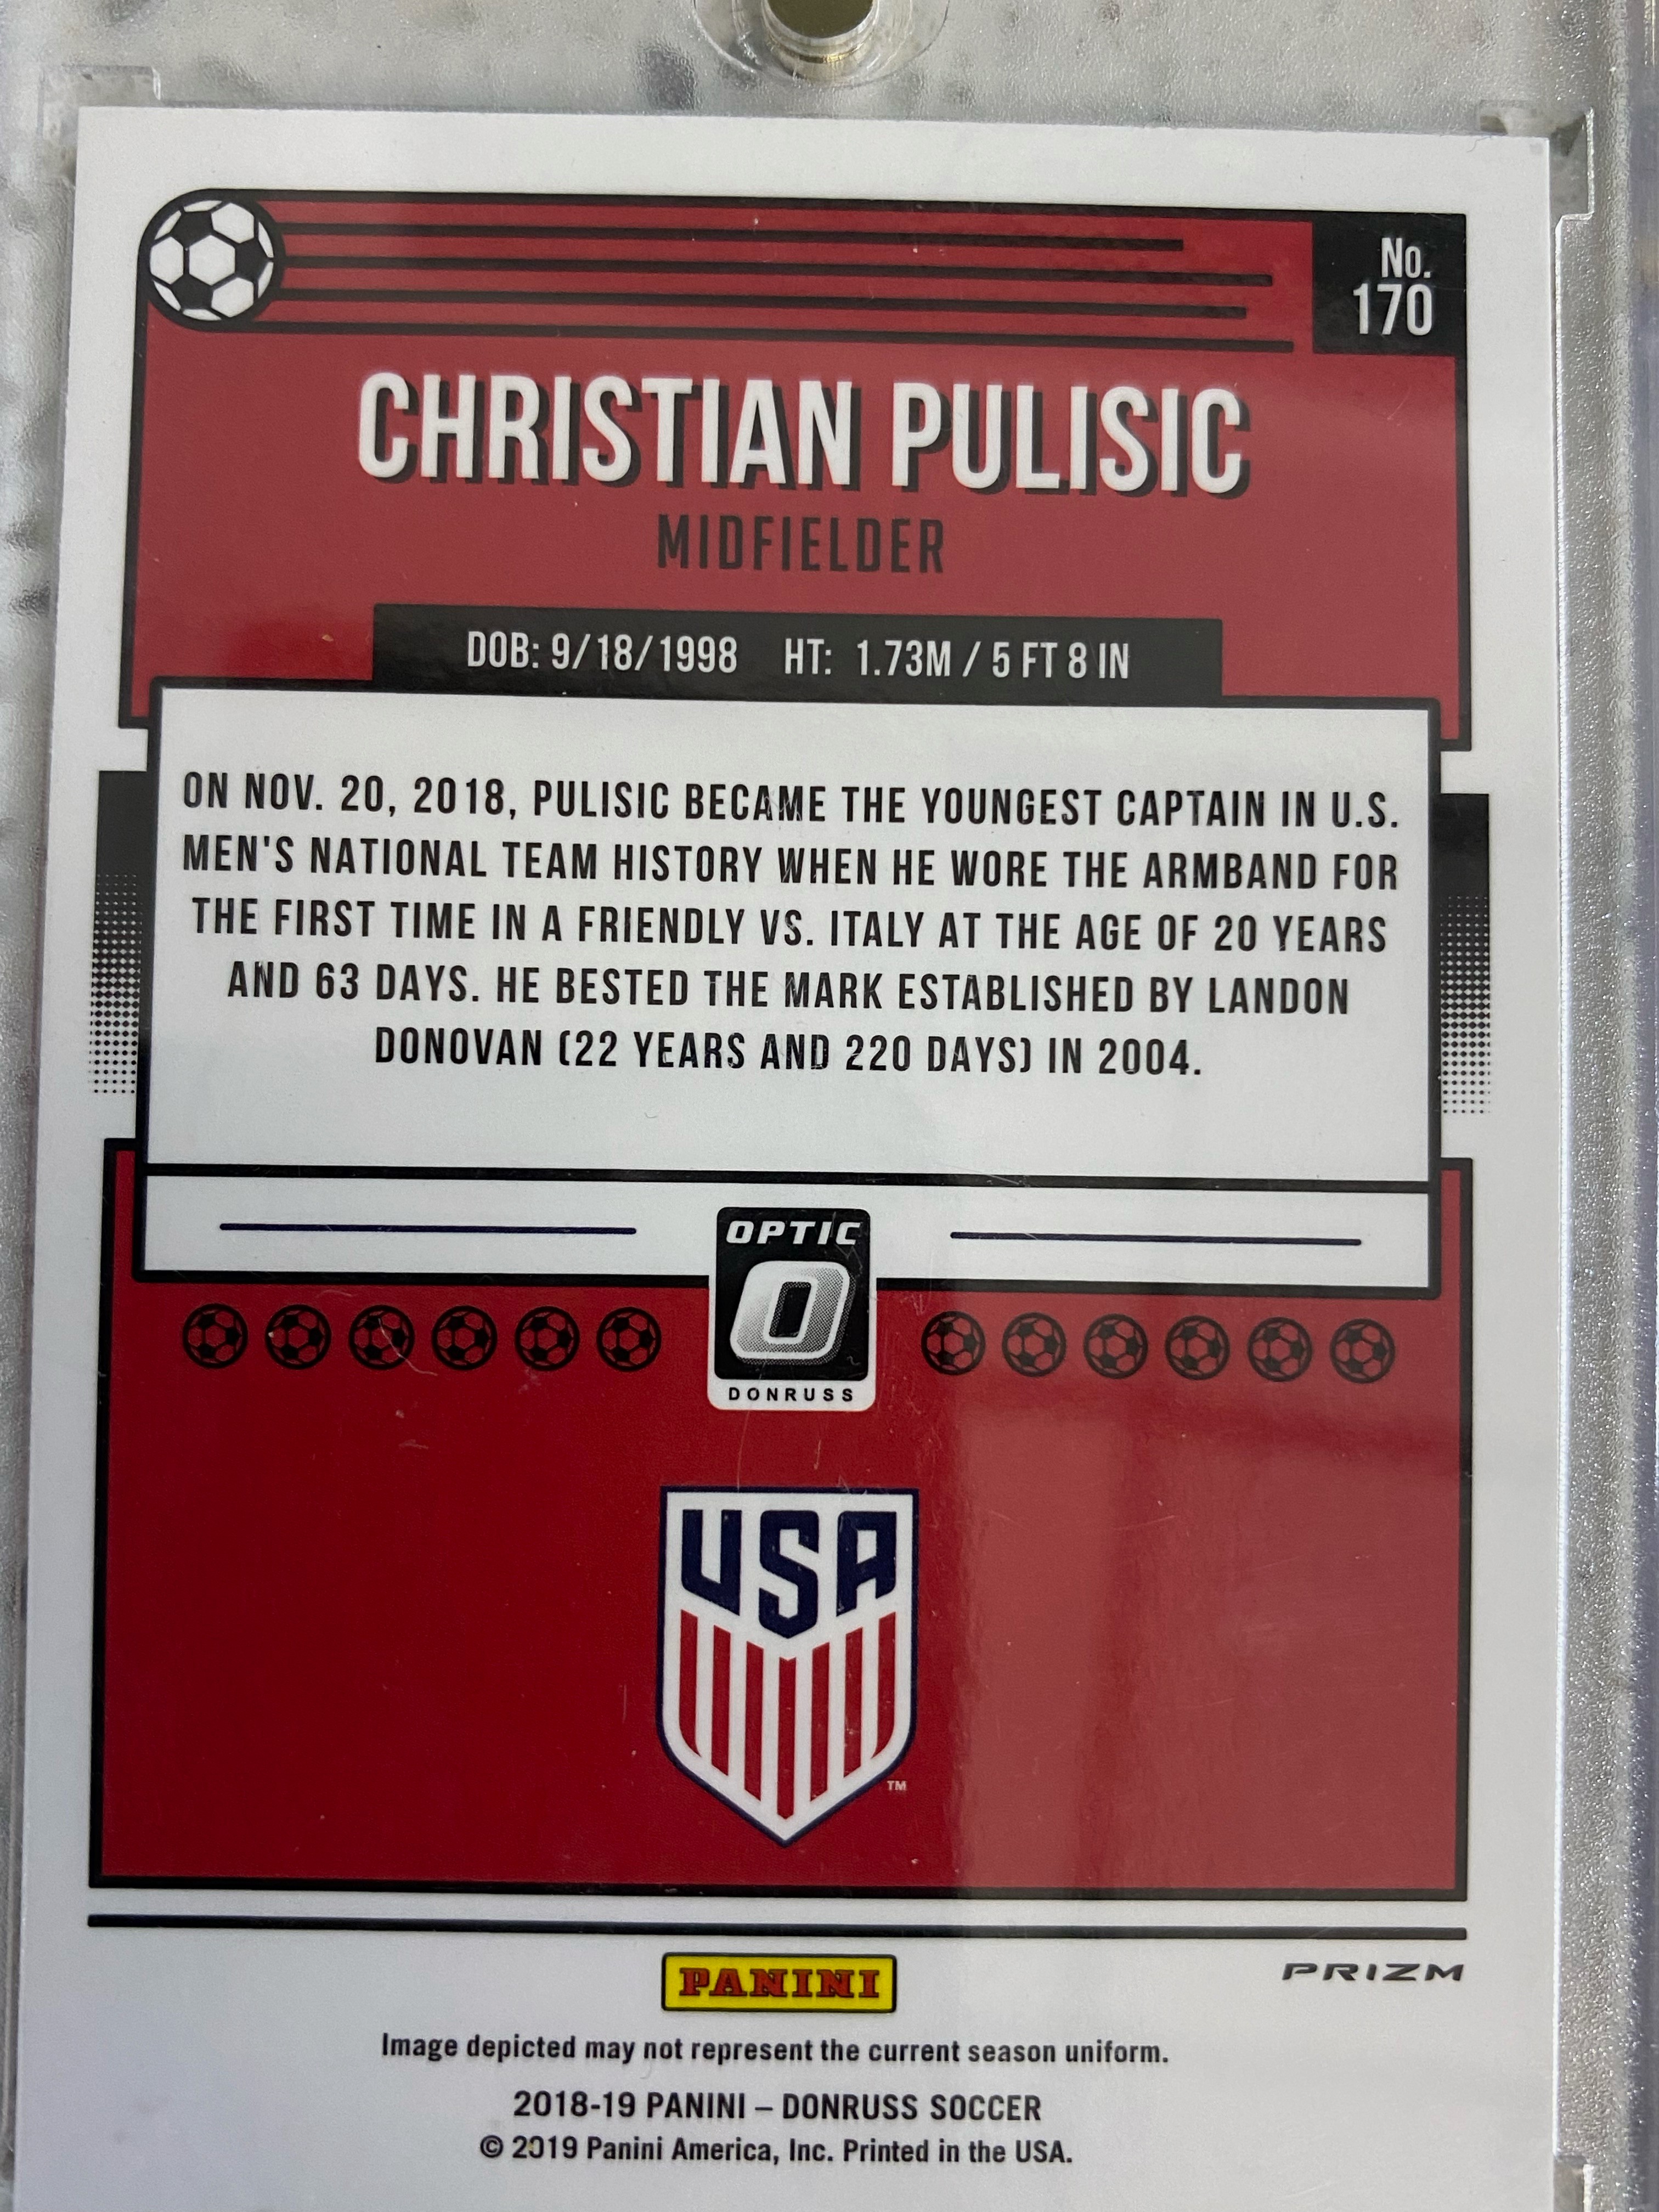 No.
170
CHRISTIAN PULISIC
MIDFIELDER
DOB: 9/18/1998 HT: 1.73M / 5 FT 8 IN
ON NOV. 20, 2018, PULISIC BECAME THE YOUNGEST CAPTAIN IN U.S.
MEN'S NATIONAL TEAM HISTORY WHEN HE WORE THE ARMBAND FOR
THE FIRST TIME IN A FRIENDLY VS. ITALY AT THE AGE OF 20 YEARS
AND 63 DAYS. HE BESTED THE MARK ESTABLISHED BY LANDON
DONOVAN (22 YEARS AND 220 DAYS) IN 2004.
OPTIC
O
DONRUSS
USA
TM
PANINI
PRIZM
Image depicted may not represent the current season uniform.
2018-19 PANINI – DONRUSS SOCCER
© 2019 Panini America, Inc. Printed in the USA.